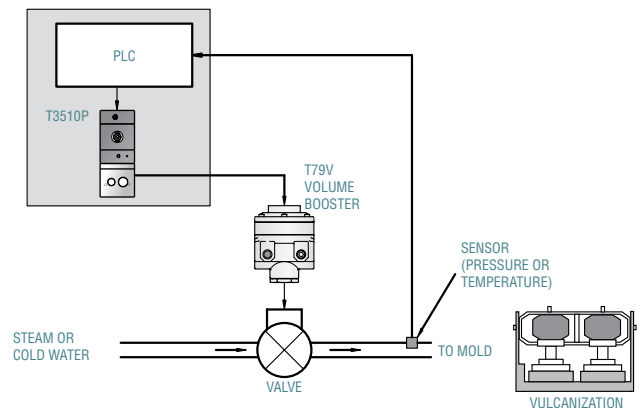 PLC
T3510P
T79V
VOLUME
BOOSTER
SENSOR
(PRESSURE OR
TEMPERATURE)
STEAM OR
COLD WATER
TO MOLD
VALVE
VULCANIZATION